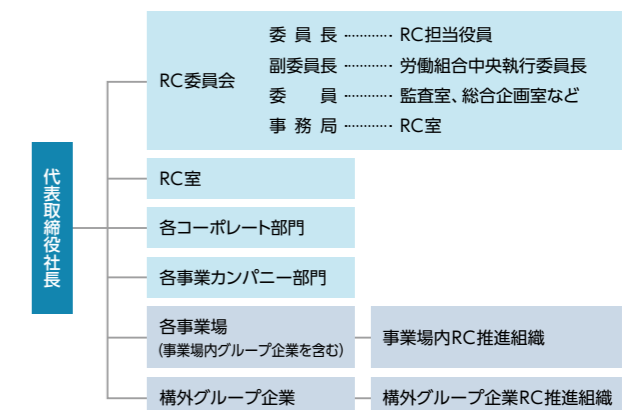 代表取締役社長
RC委員会
委員長 ………… RC担当役員
副委員長 ………… 労働組合中央執行委員長
委　員 ………… 監査室、総合企画室など
事務局 ………… RC室
RC室
各コーポレート部門
各事業カンパニー部門
各事業場
(事業場内グループ企業を含む)
事業場内RC推進組織
構外グループ企業
構外グループ企業RC推進組織